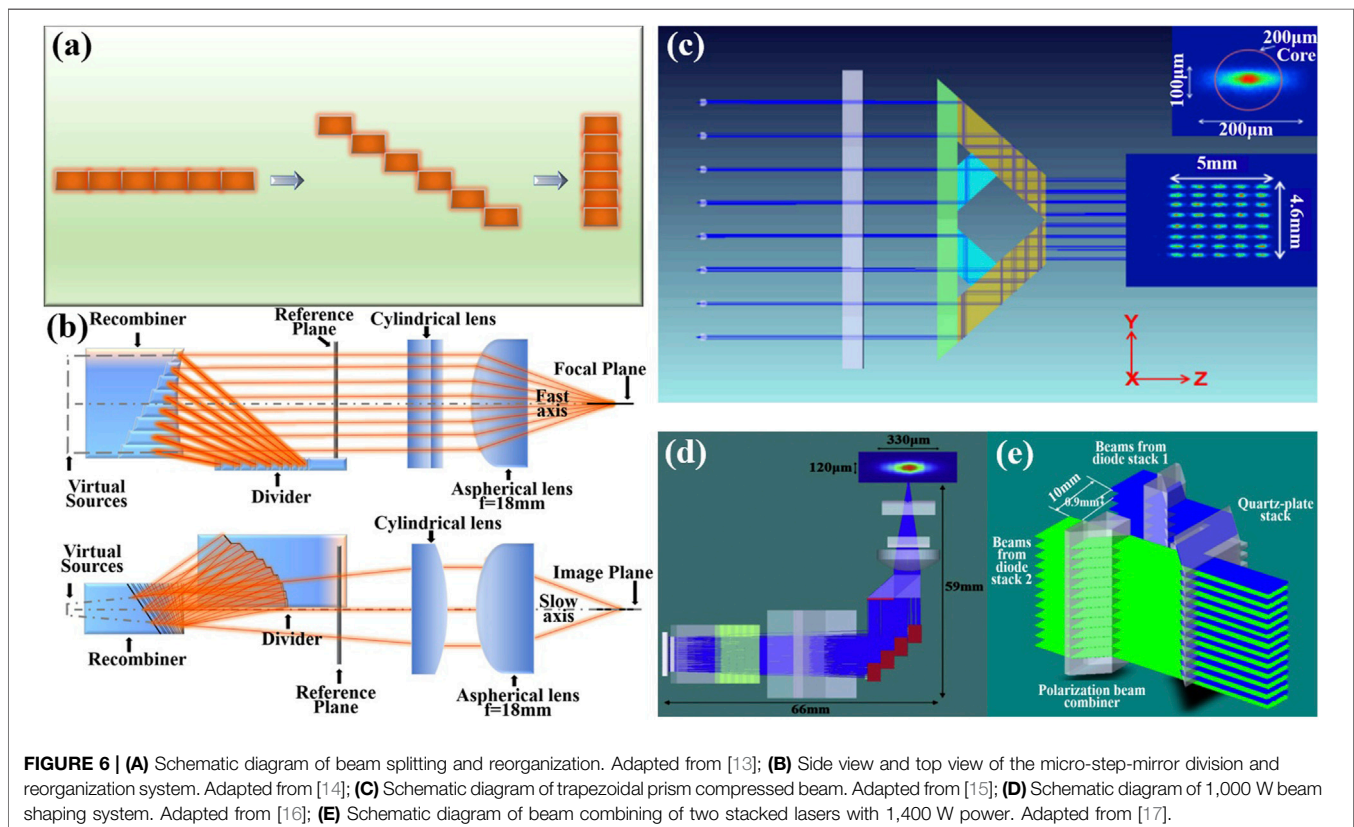 (a)
(b)
Recombiner
Reference
Plane
Cylindrical lens
Focal Plane
Fast
axis
Virtual
Sources
Divider
Aspherical lens
f=18mm
Cylindrical lens
Virtual
Sources
Image Plane
Slow
axis
Divider
Recombiner
Reference
Plane
Aspherical lens
f=18mm
(c)
200μm
Core
100μm
200μm
5mm
4.6mm
Y
X
Z
(d)
330μm
120μm
59mm
66mm
(e)
Beams from
diode stack 1
10mm
0.9mm
Quartz-plate
stack
Beams
from
diode
stack 2
Polarization beam
combiner
FIGURE 6 | (A) Schematic diagram of beam splitting and reorganization. Adapted from [13]; (B) Side view and top view of the micro-step-mirror division and
reorganization system. Adapted from [14]; (C) Schematic diagram of trapezoidal prism compressed beam. Adapted from [15]; (D) Schematic diagram of 1,000 W beam
shaping system. Adapted from [16]; (E) Schematic diagram of beam combining of two stacked lasers with 1,400 W power. Adapted from [17].